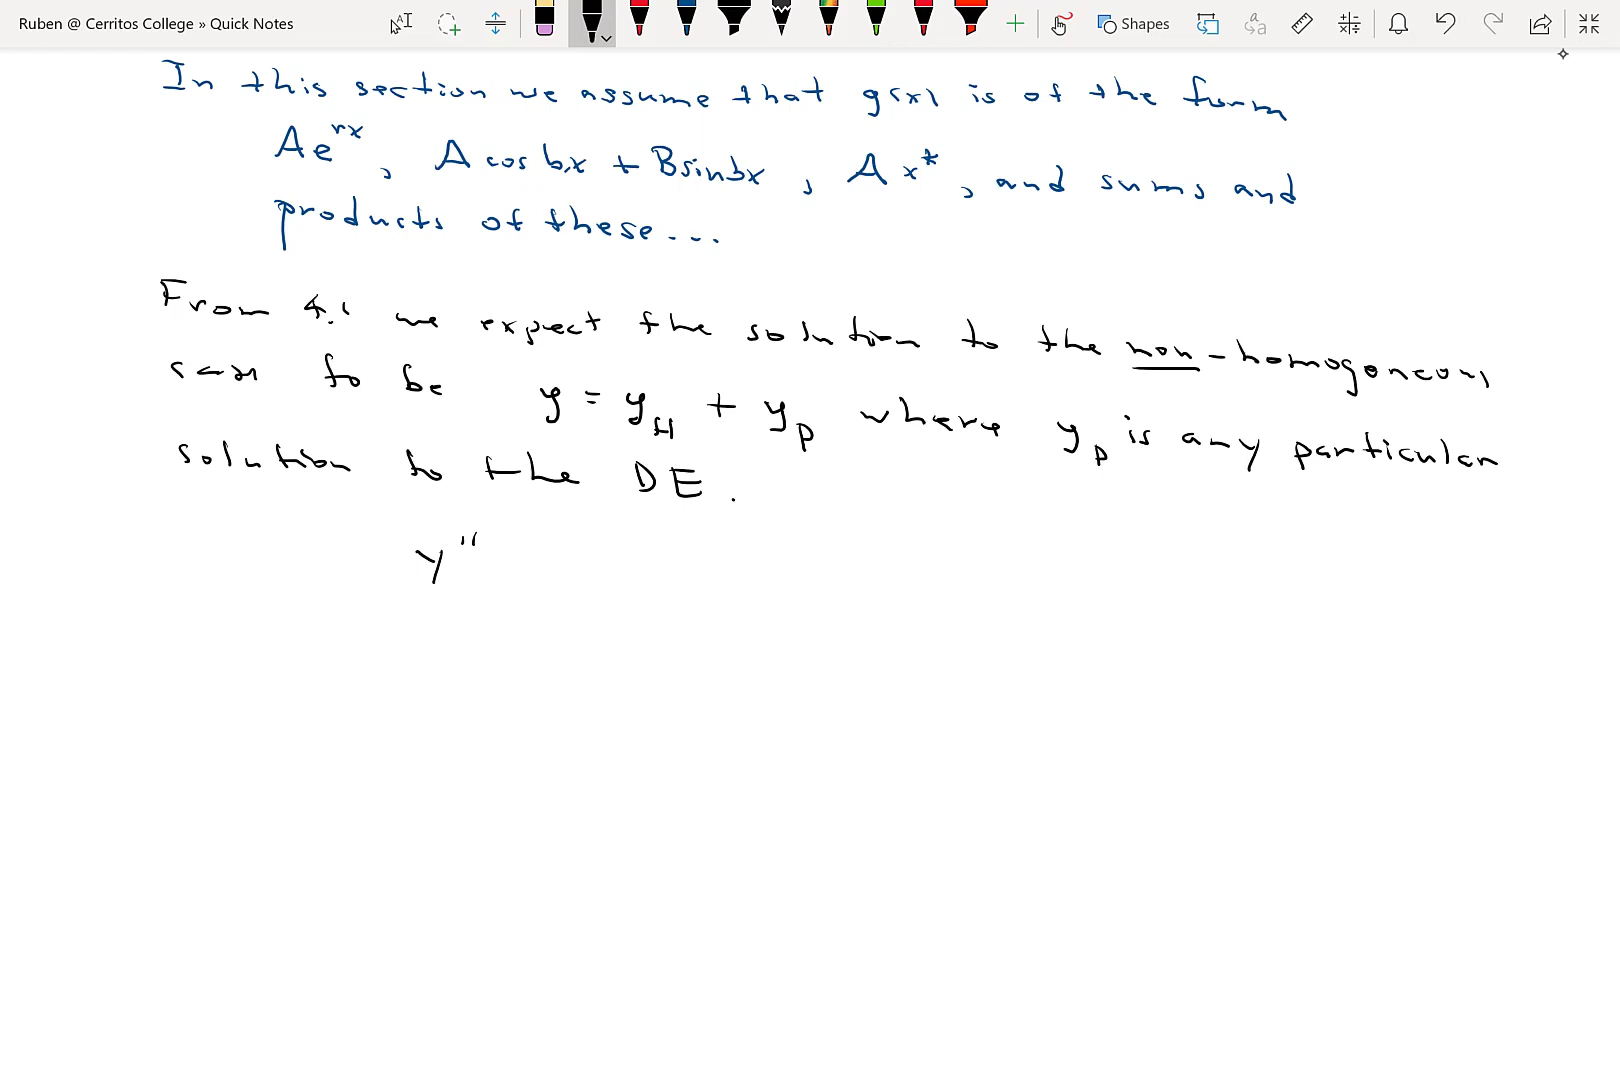 Ruben @ Cerritos College » Quick Notes
Shapes
In this section we assume that g(x) is of the form
Ae^rx, A cos bx + B sin bx, A x^k, and sums and
products of these...
From 4.1 we expect the solution to the non-homogeneous
case to be y = y_H + y_p where y_p is any particular
solution to the DE.
y"